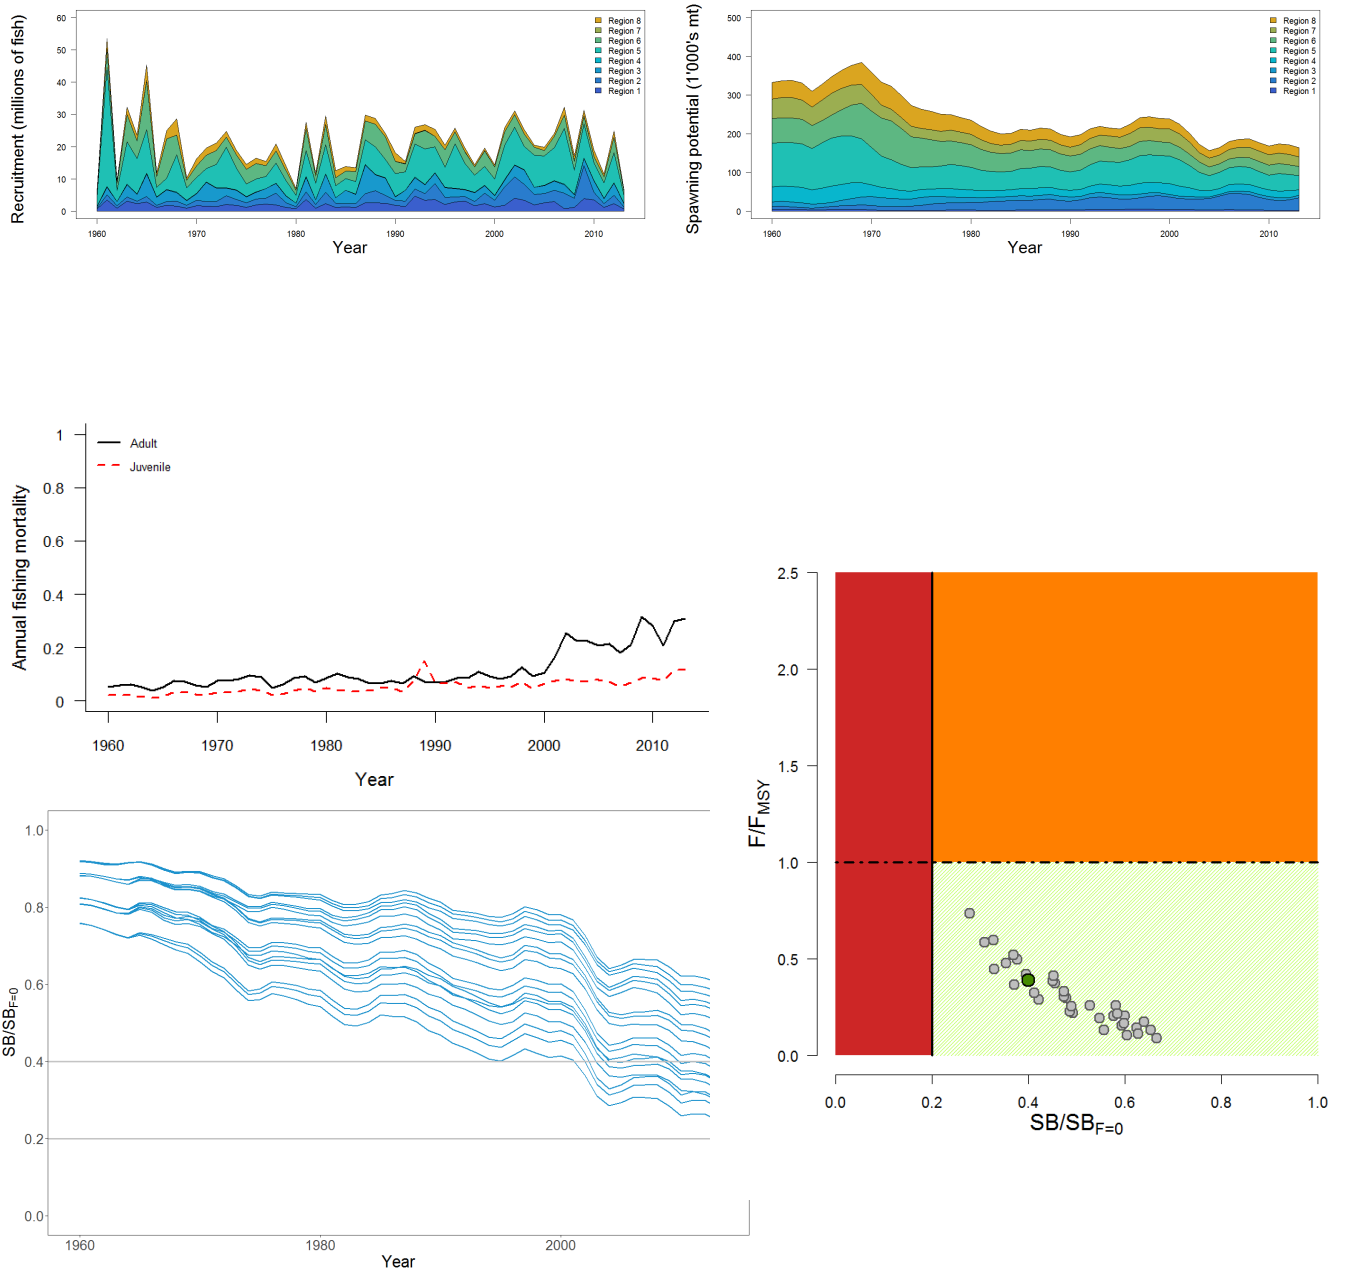 Recruitment (millions of fish)
60
50
40
30
20
10
0
Region 8
Region 7
Region 6
Region 5
Region 4
Region 3
Region 2
Region 1
1960 1970 1980 1990 2000 2010
Year
Spawning potential (1'000's mt)
500
400
300
200
100
0
Region 8
Region 7
Region 6
Region 5
Region 4
Region 3
Region 2
Region 1
1960 1970 1980 1990 2000 2010
Year
Annual fishing mortality
1
0.8
0.6
0.4
0.2
0
Adult
Juvenile
1960 1970 1980 1990 2000 2010
Year
F/FMSY
2.5
2.0
1.5
1.0
0.5
0.0
0.0 0.2 0.4 0.6 0.8 1.0
SB/SBF=0
SB/SBF=0
1.0
0.8
0.6
0.4
0.2
0.0
1960 1980 2000
Year